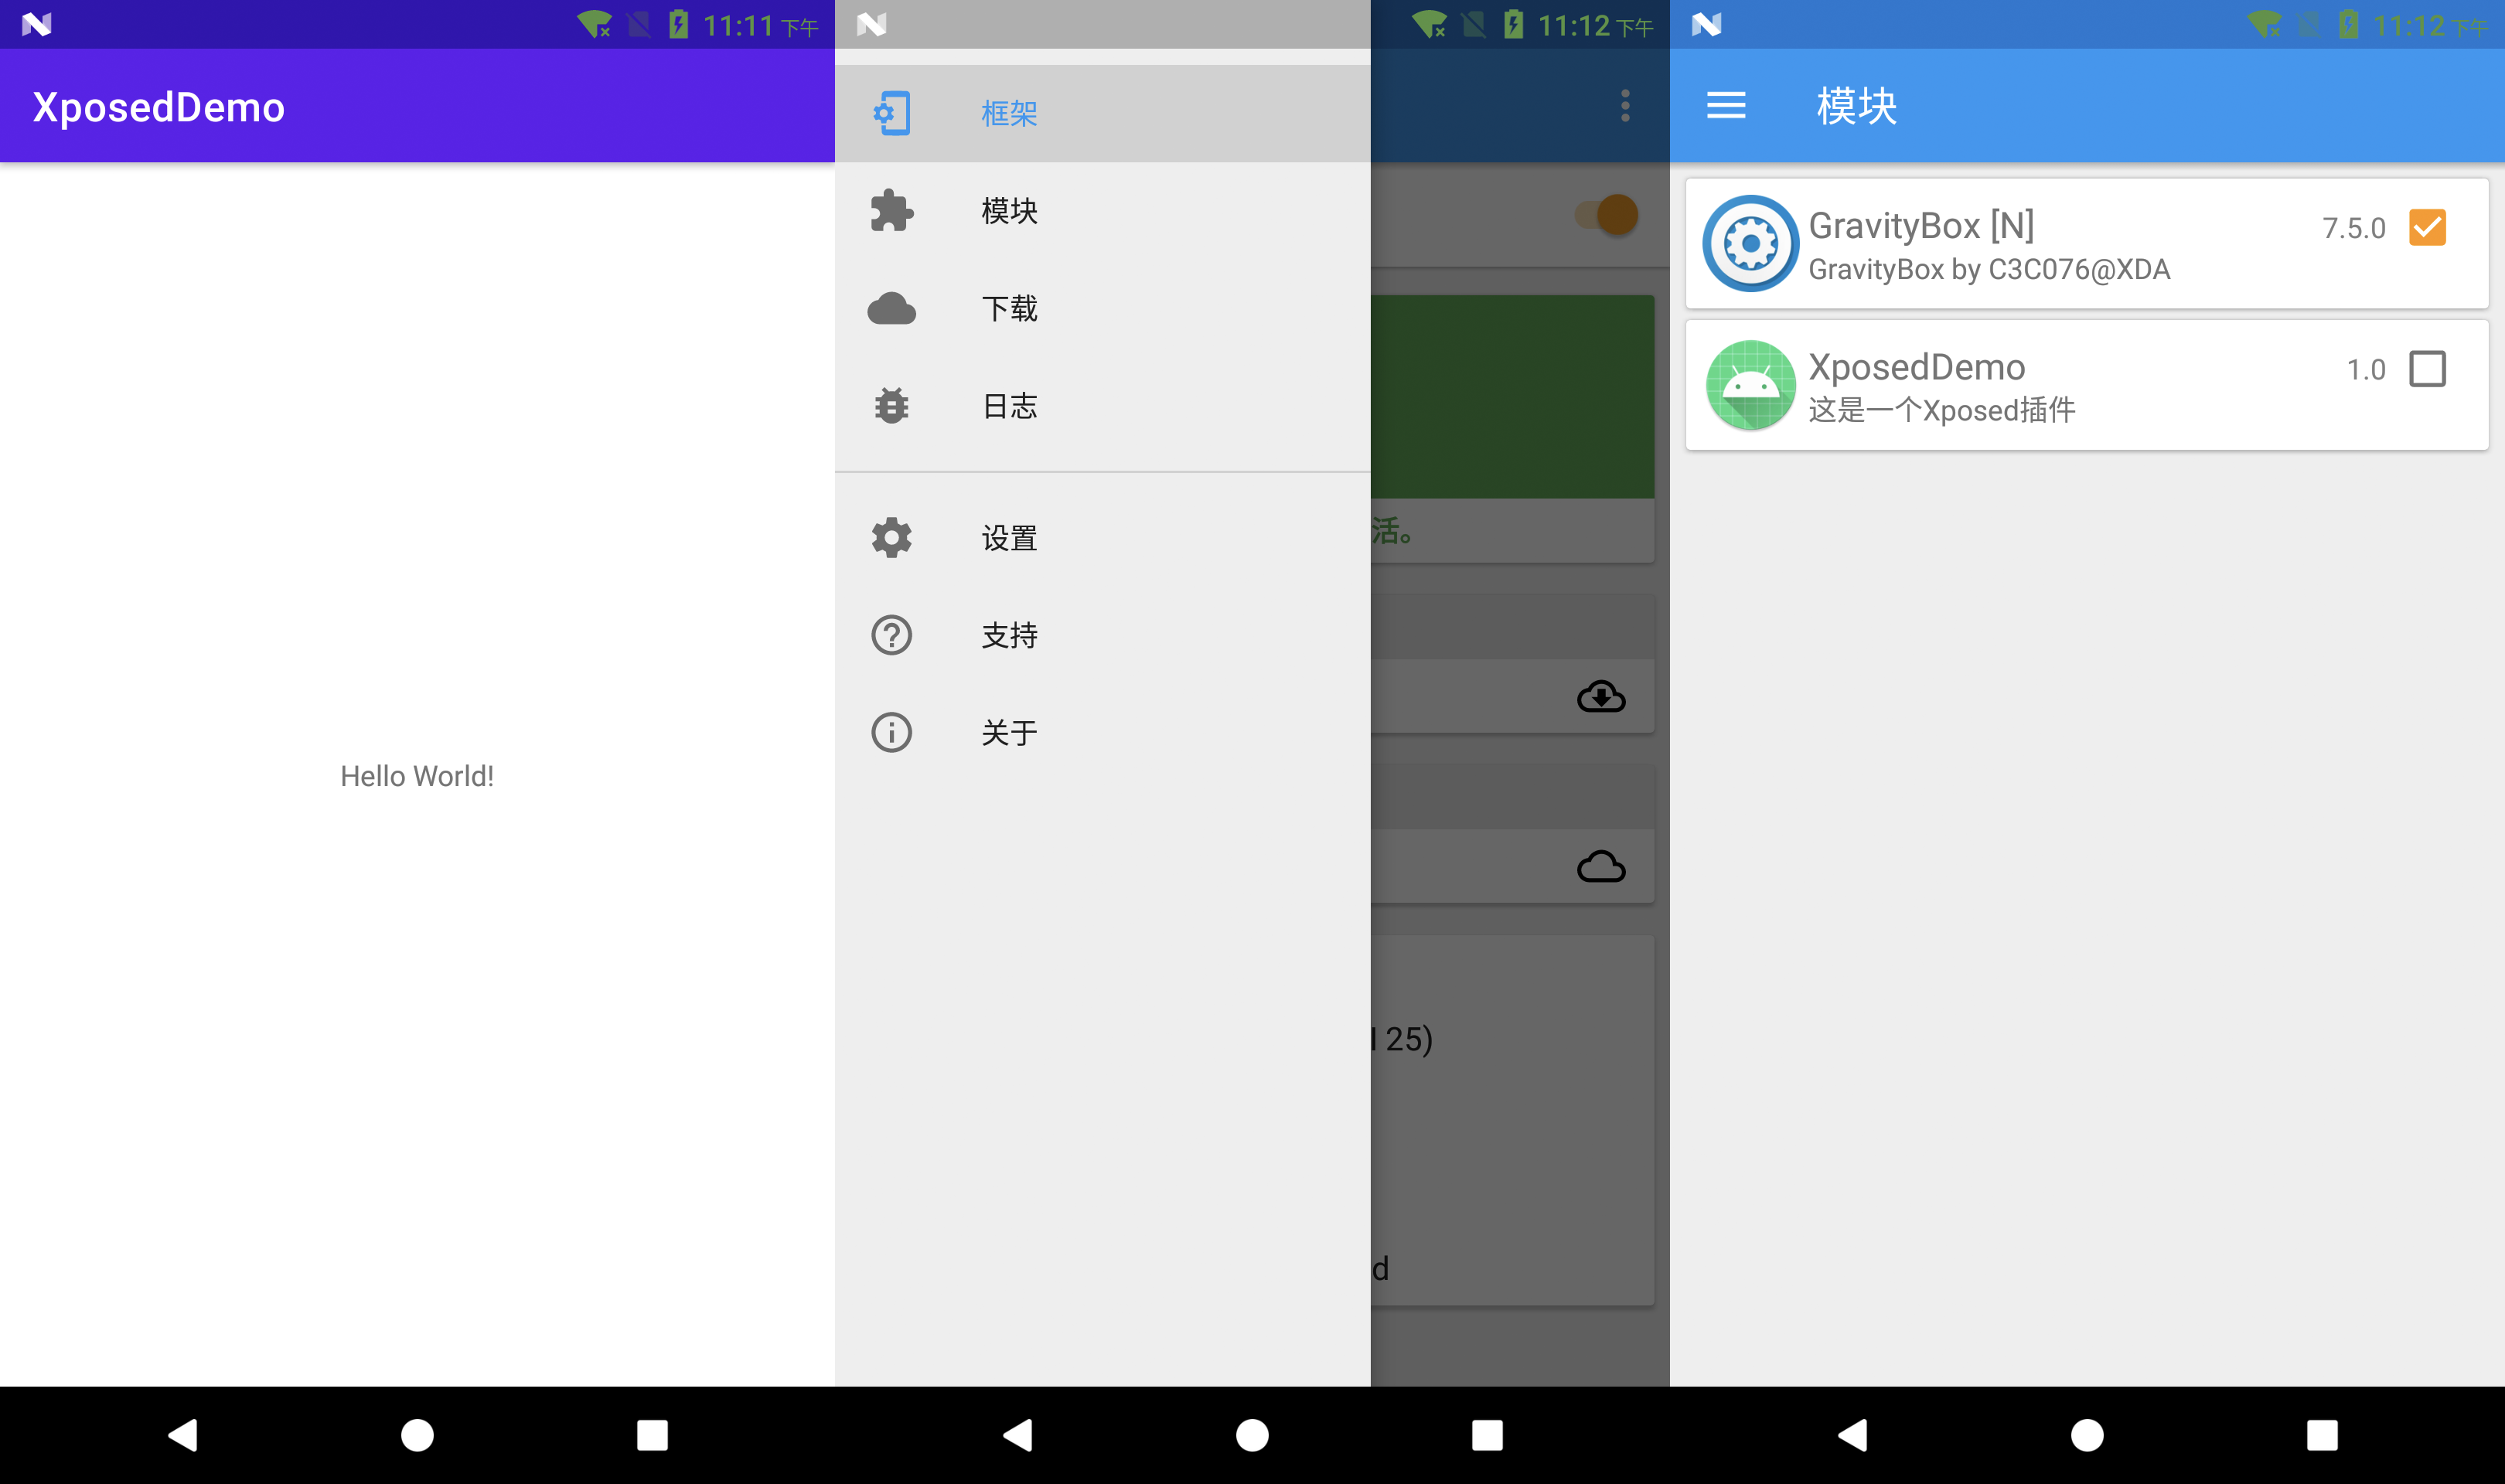 11:11 下午
XposedDemo
Hello World!
11:12 下午
框架
模块
下载
日志
设置
支持
关于
活。
25)
d
11:12 下午
模块
GravityBox [N]
7.5.0
GravityBox by C3C076@XDA
XposedDemo
1.0
这是一个Xposed插件